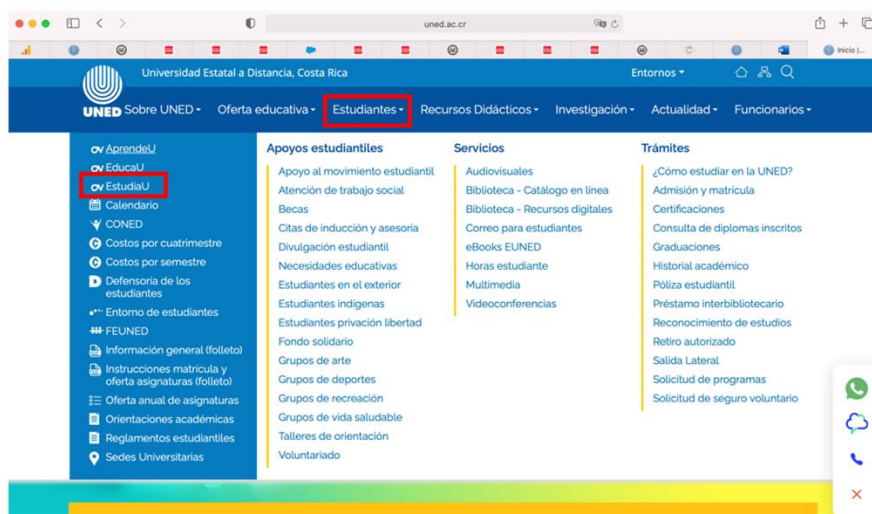 uned.ac.cr
Inicio |...
Universidad Estatal a Distancia, Costa Rica
Entornos
UNED
Sobre UNED
Oferta educativa
Estudiantes
Recursos Didácticos
Investigación
Actualidad
Funcionarios
AprendeU
EducaU
EstudiaU
Calendario
CONED
Costos por cuatrimestre
Costos por semestre
Defensoría de los
estudiantes
Entorno de estudiantes
FEUNED
Información general (folleto)
Instrucciones matrícula y
oferta asignaturas (folleto)
Oferta anual de asignaturas
Orientaciones académicas
Reglamentos estudiantiles
Sedes Universitarias
Apoyos estudiantiles
Apoyo al movimiento estudiantil
Atención de trabajo social
Becas
Citas de inducción y asesoría
Divulgación estudiantil
Necesidades educativas
Estudiantes en el exterior
Estudiantes indígenas
Estudiantes privación libertad
Fondo solidario
Grupos de arte
Grupos de deportes
Grupos de recreación
Grupos de vida saludable
Talleres de orientación
Voluntariado
Servicios
Audiovisuales
Biblioteca - Catálogo en línea
Biblioteca - Recursos digitales
Correo para estudiantes
eBooks EUNED
Horas estudiante
Multimedia
Videoconferencias
Trámites
¿Cómo estudiar en la UNED?
Admisión y matrícula
Certificaciones
Consulta de diplomas inscritos
Graduaciones
Historial académico
Póliza estudiantil
Préstamo interbibliotecario
Reconocimiento de estudios
Retiro autorizado
Salida Lateral
Solicitud de programas
Solicitud de seguro voluntario